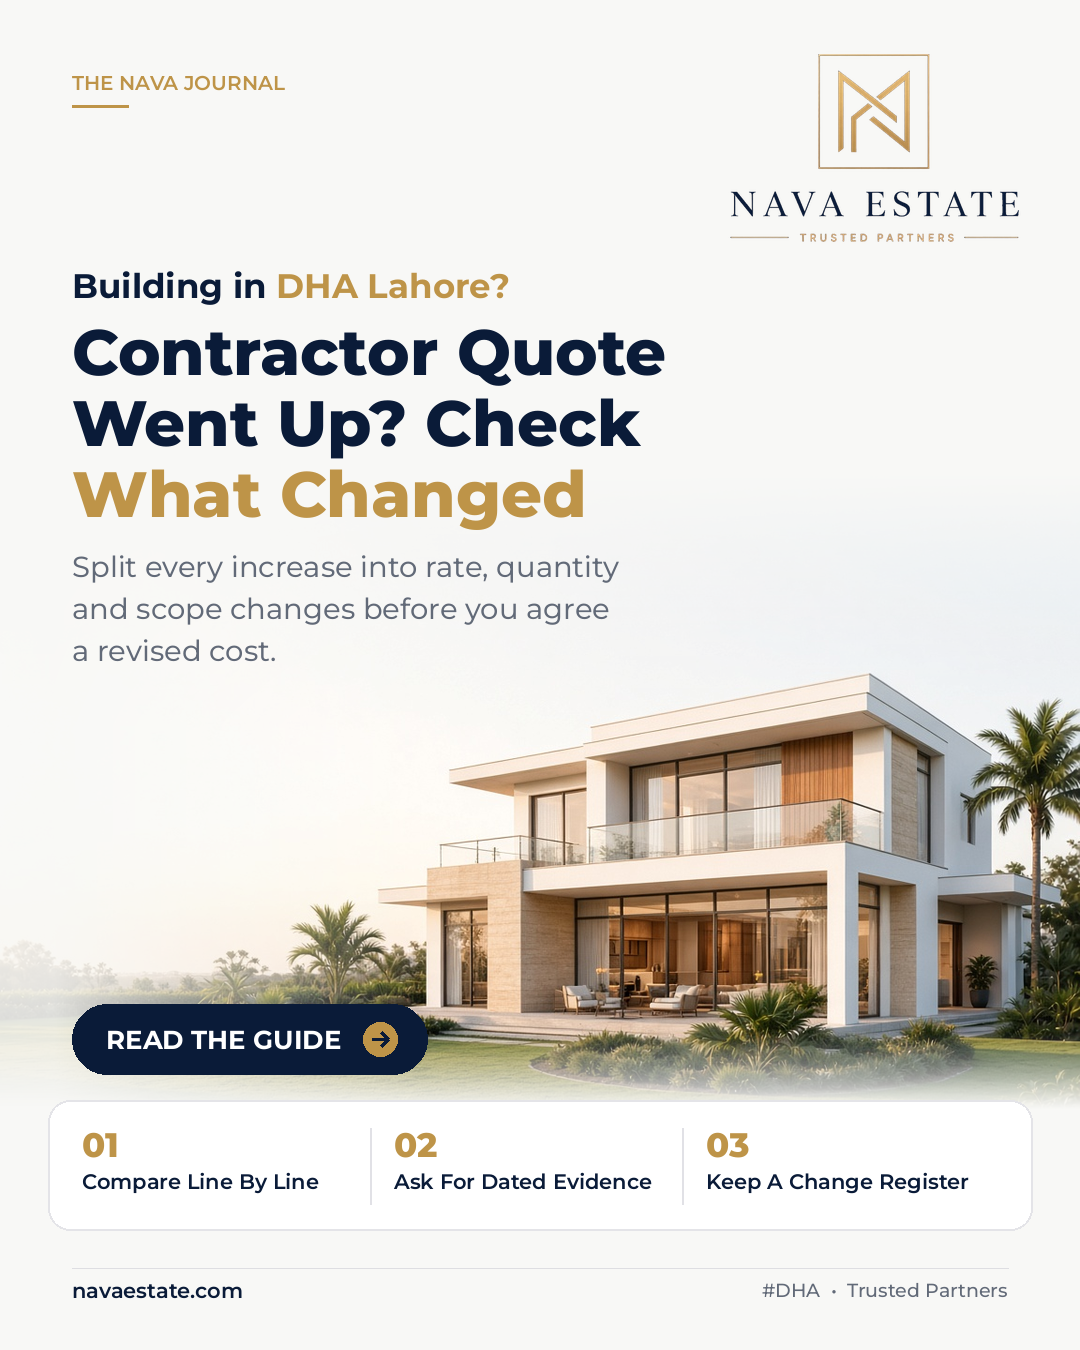 THE NAVA JOURNAL
NAVA ESTATE
TRUSTED PARTNERS
Building in DHA Lahore?
Contractor Quote
Went Up? Check
What Changed
Split every increase into rate, quantity
and scope changes before you agree
a revised cost.
READ THE GUIDE
01
Compare Line By Line
02
Ask For Dated Evidence
03
Keep A Change Register
navaestate.com
#DHA • Trusted Partners